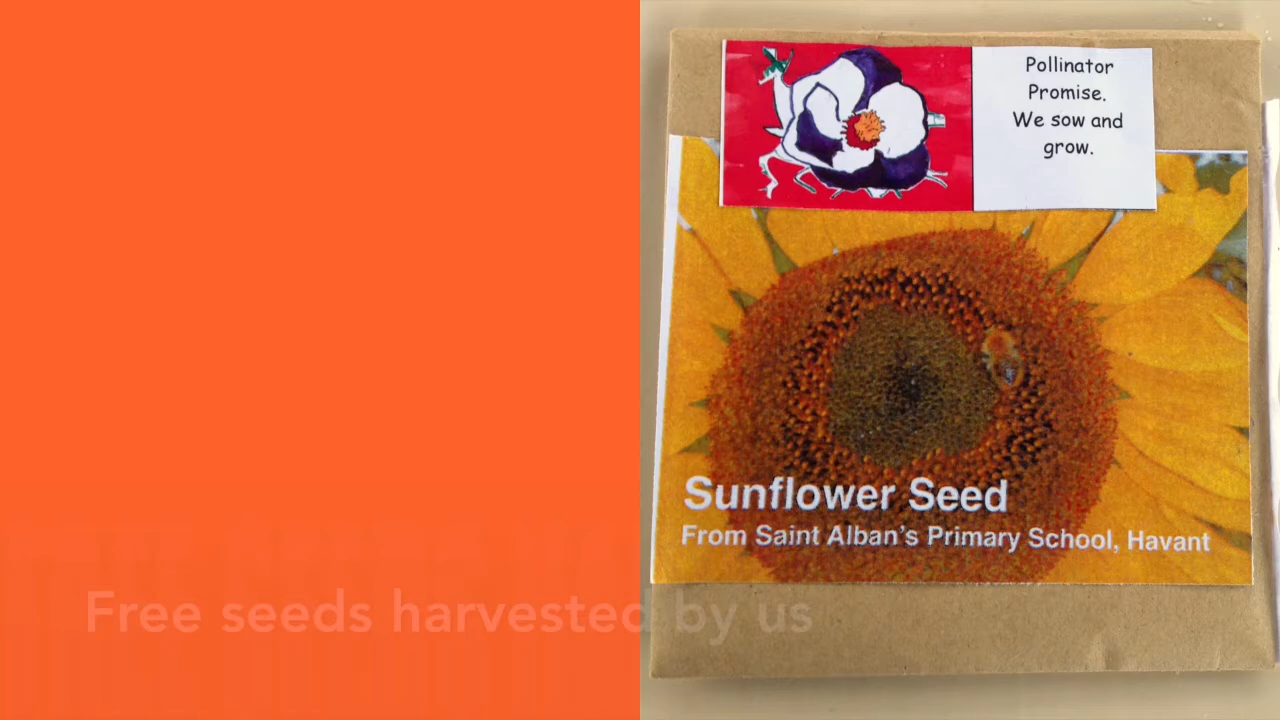 Pollinator
Promise.
We sow and
grow.
Sunflower Seed
From Saint Alban's Primary School, Havant
Free seeds harvested by us